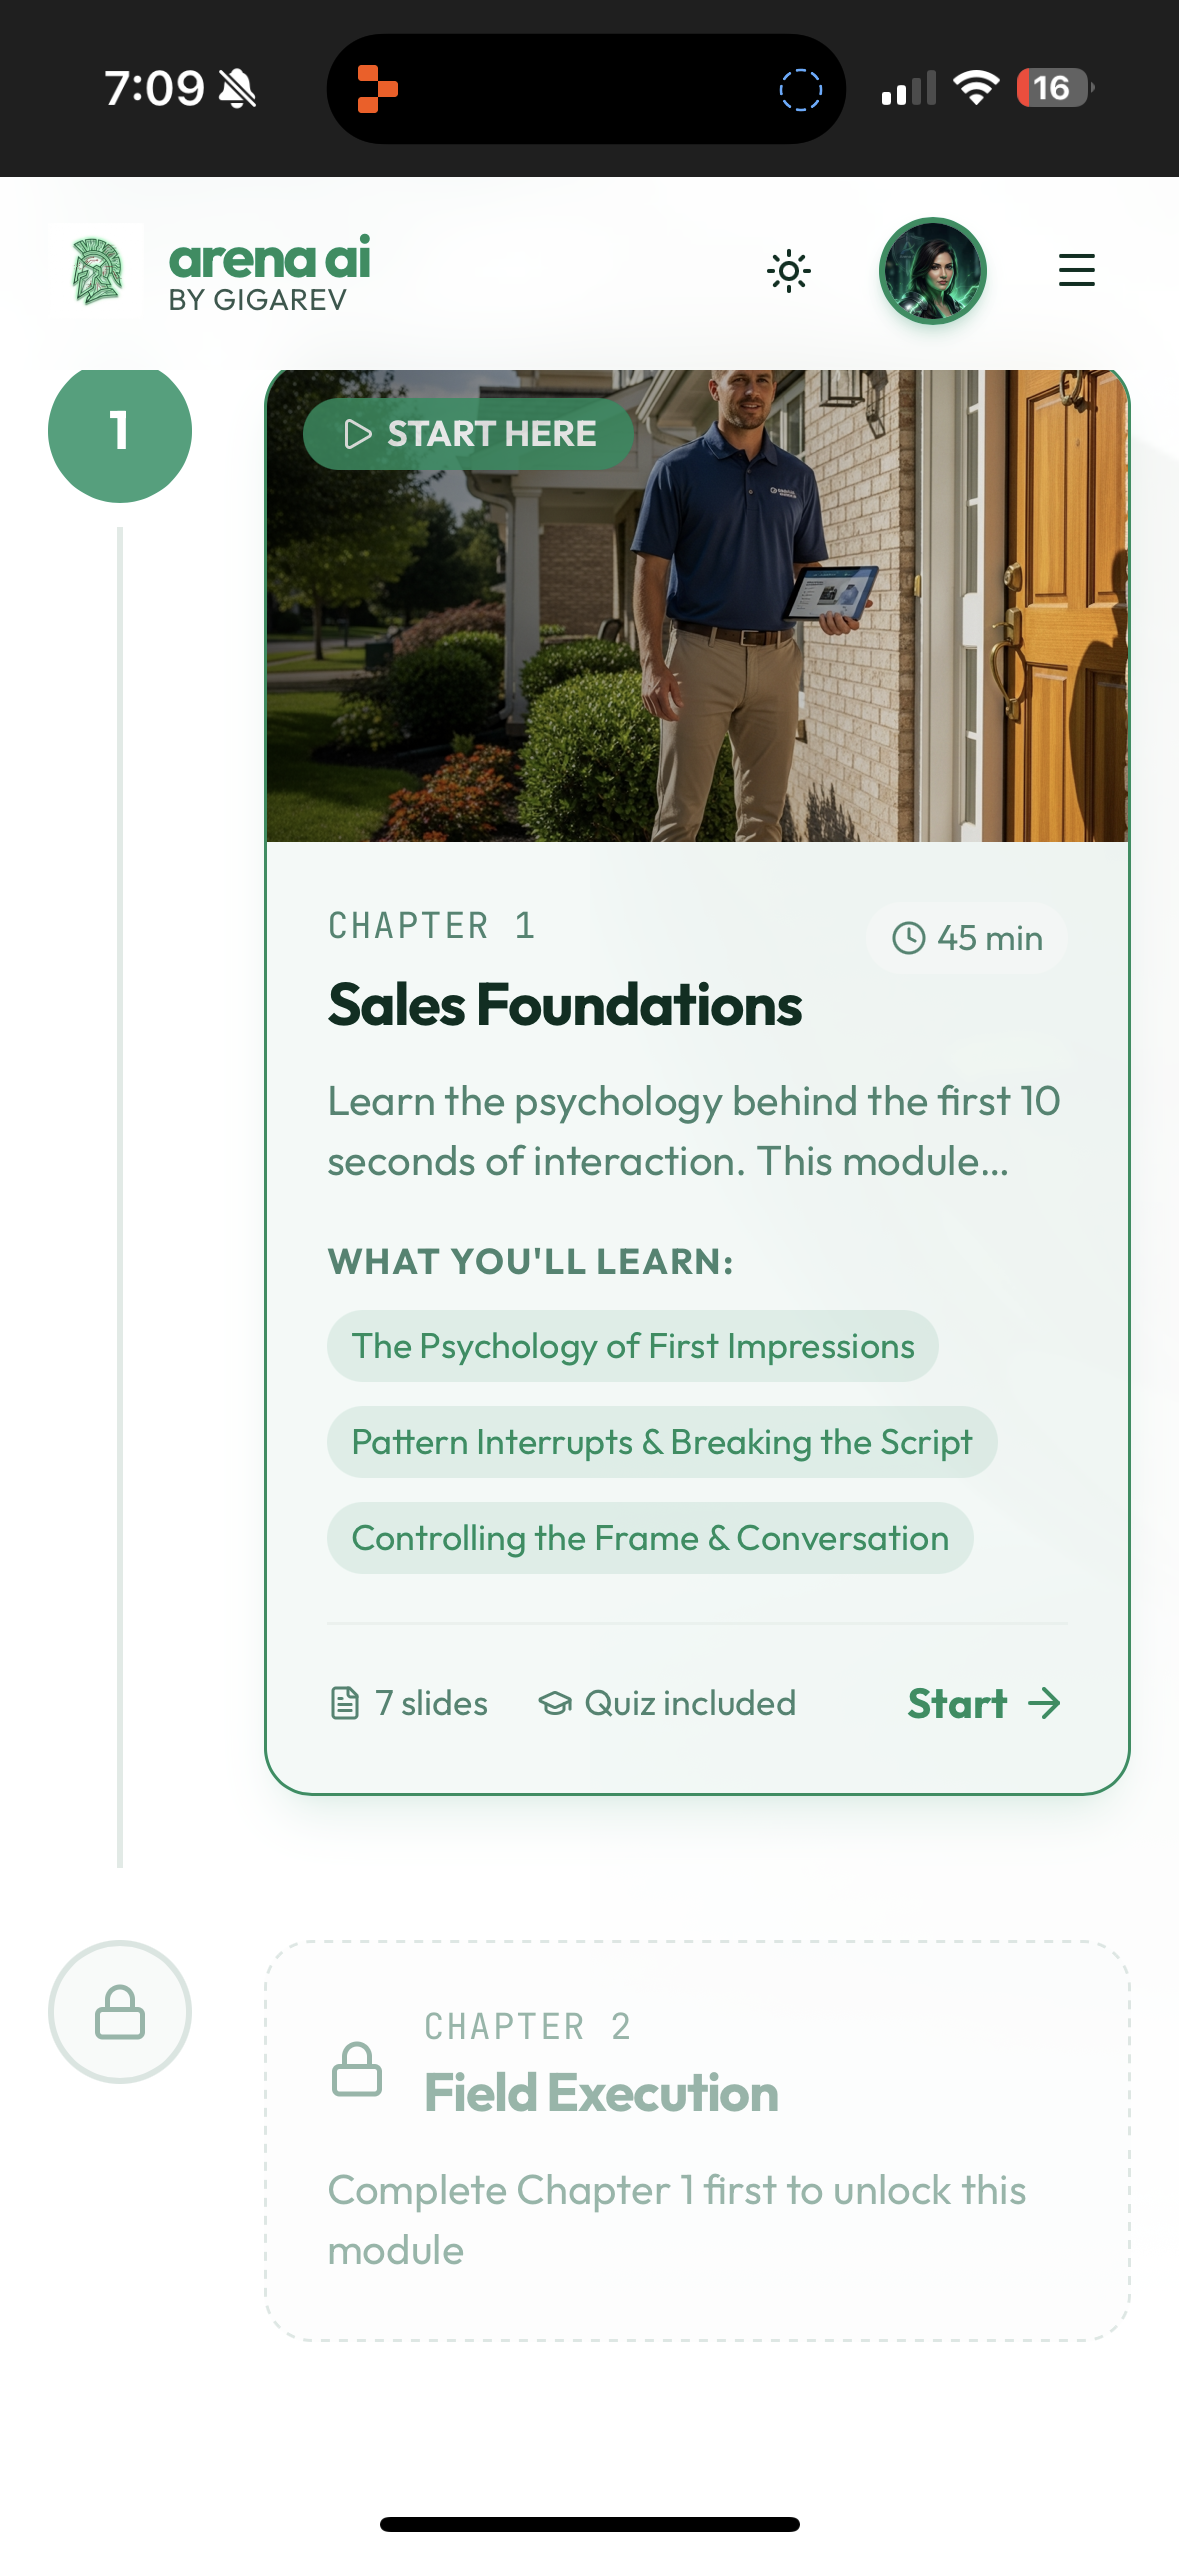 7:09
16
arena ai
BY GIGAREV
1
START HERE
CHAPTER 1
45 min
Sales Foundations
Learn the psychology behind the first 10
seconds of interaction. This module...
WHAT YOU'LL LEARN:
The Psychology of First Impressions
Pattern Interrupts & Breaking the Script
Controlling the Frame & Conversation
7 slides
Quiz included
Start
CHAPTER 2
Field Execution
Complete Chapter 1 first to unlock this
module